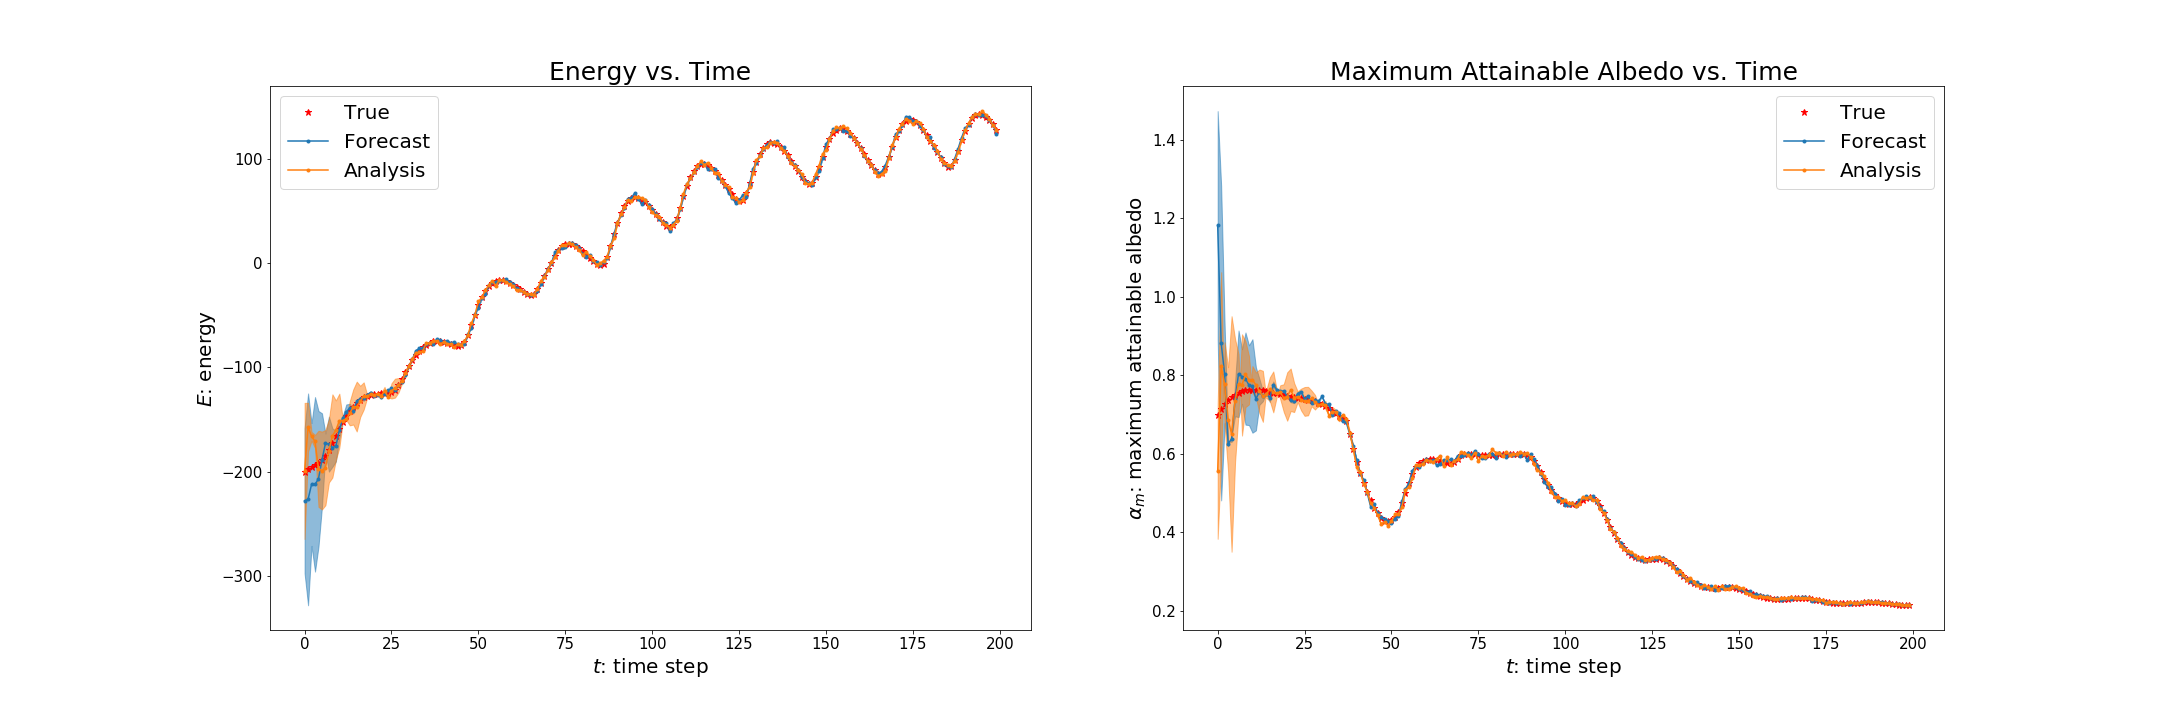 Energy vs. Time
True
Forecast
Analysis
100
0
−100
−200
−300
E: energy
0
25
50
75
100
125
150
175
200
t: time step
Maximum Attainable Albedo vs. Time
True
Forecast
Analysis
1.4
1.2
1.0
0.8
0.6
0.4
0.2
αₘ: maximum attainable albedo
0
25
50
75
100
125
150
175
200
t: time step